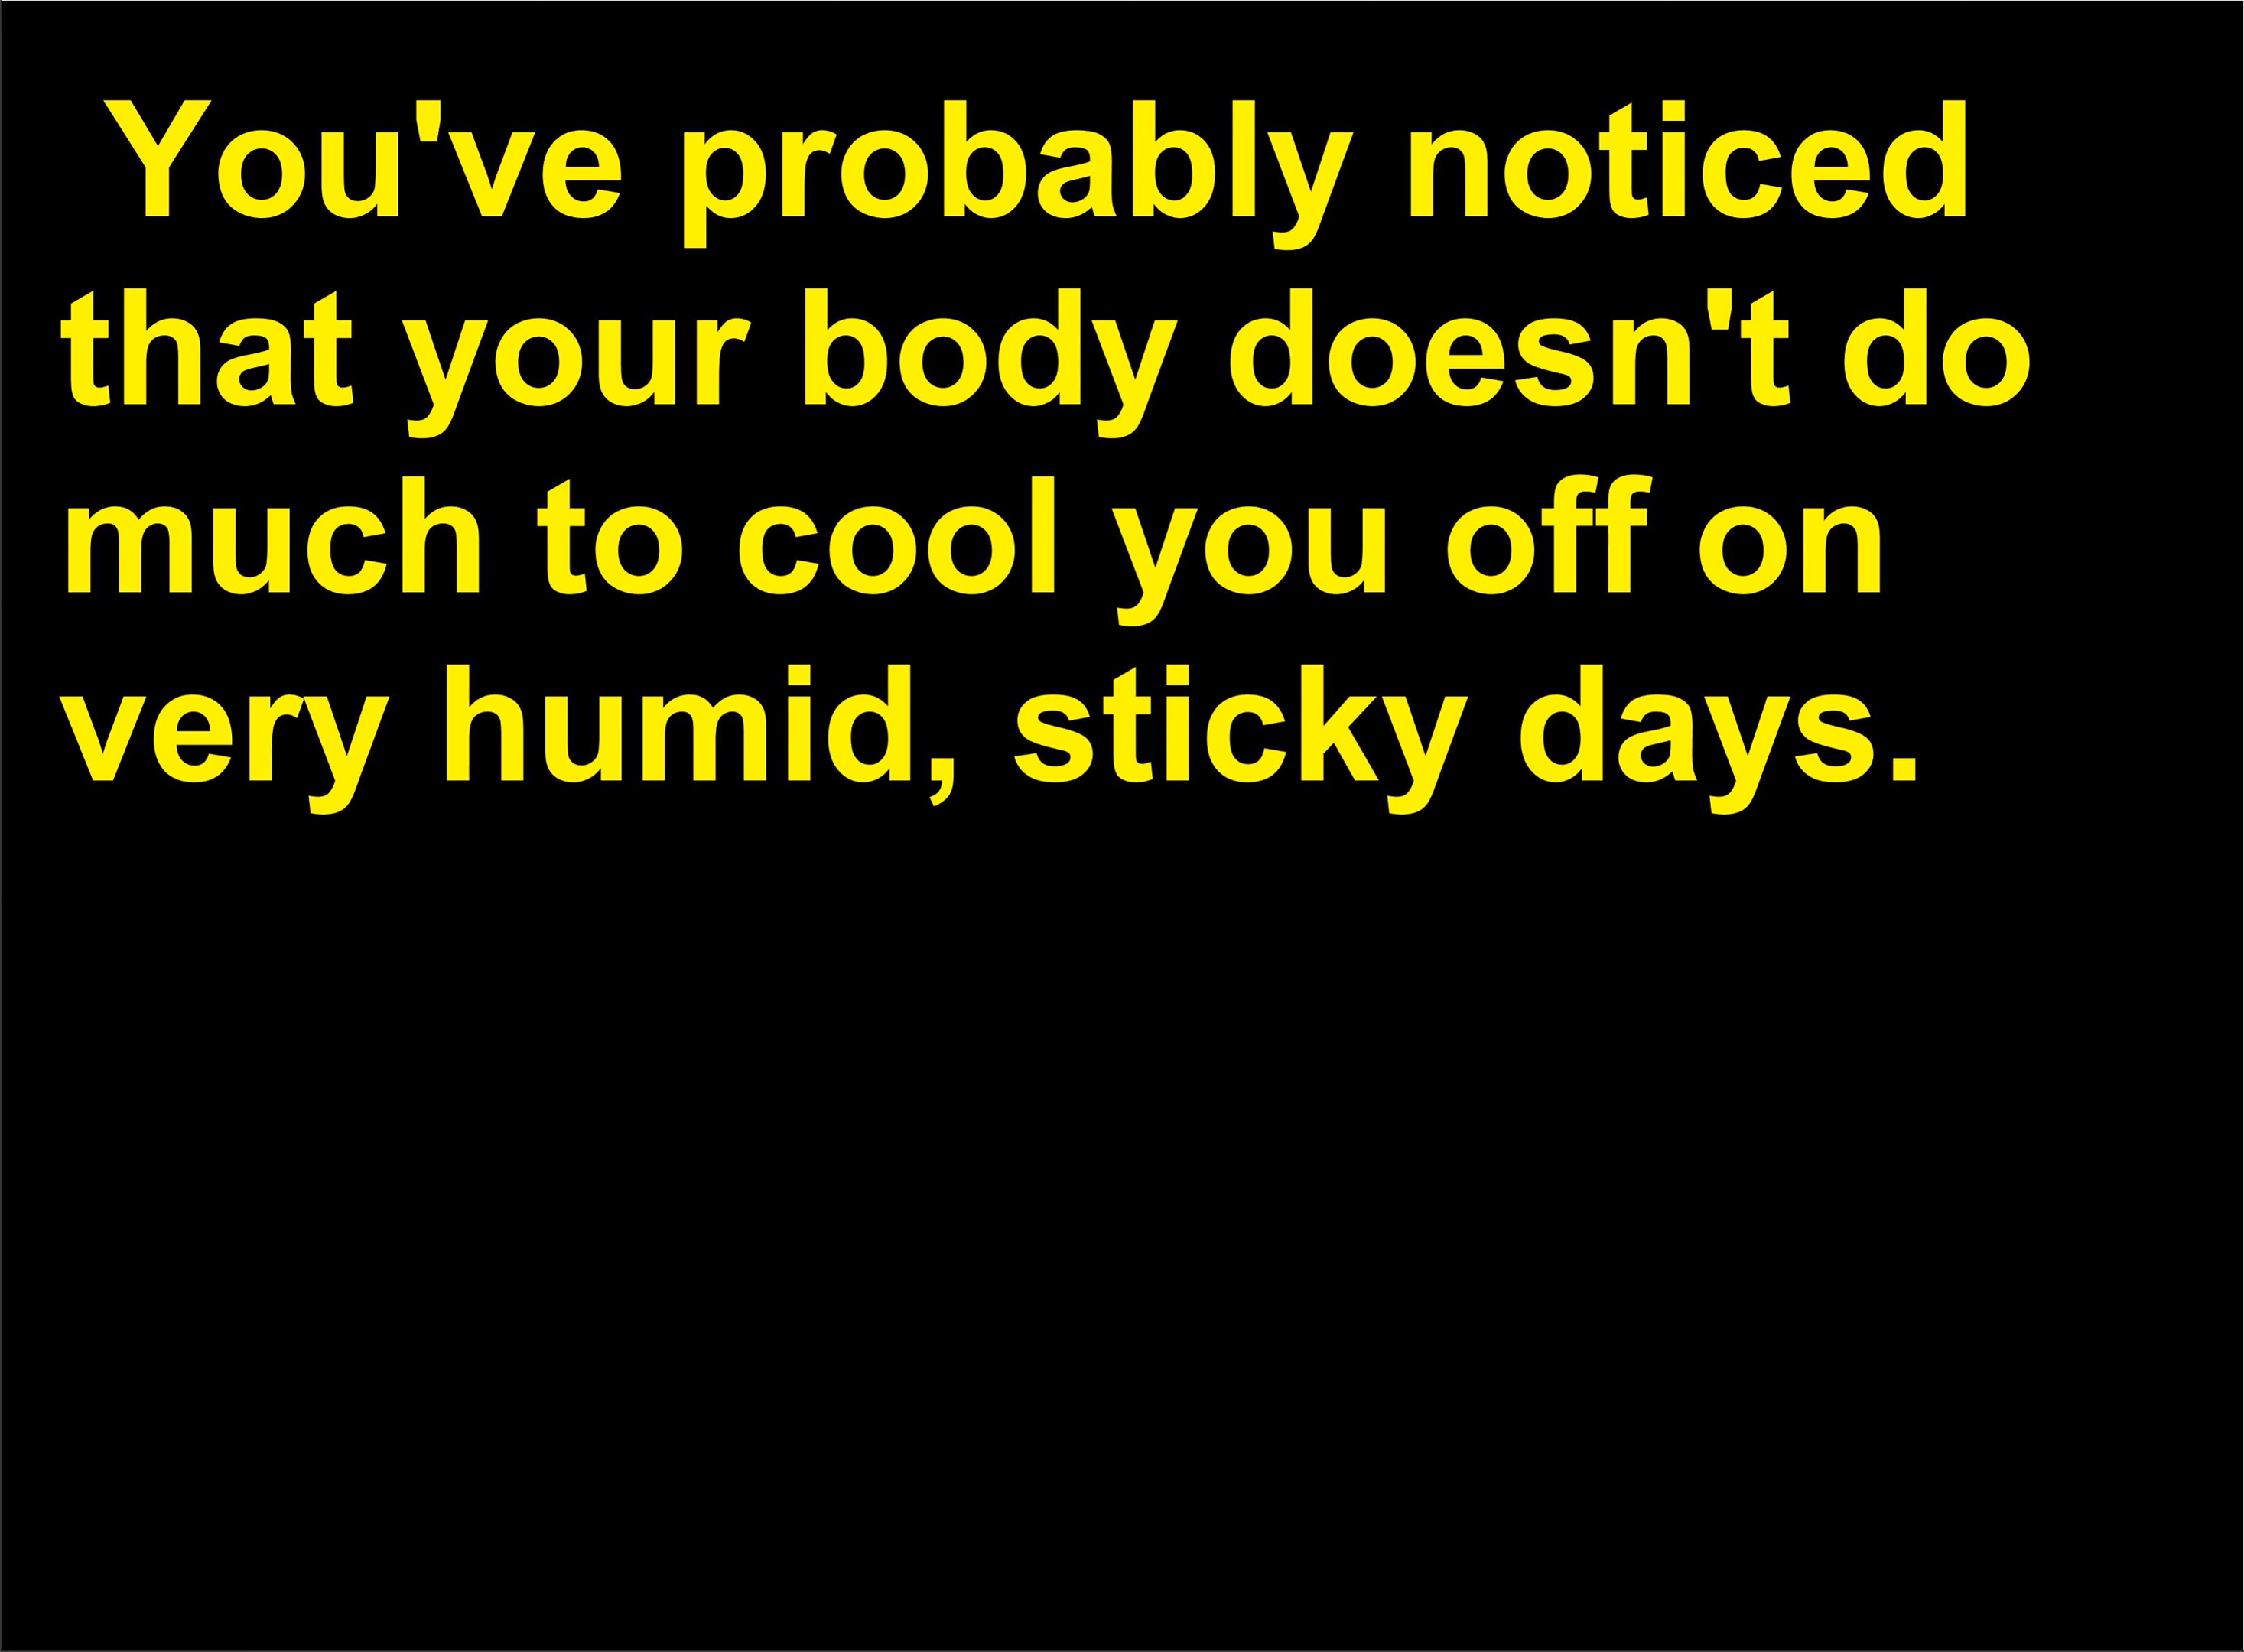 You've probably noticed
that your body doesn't do
much to cool you off on
very humid, sticky days.